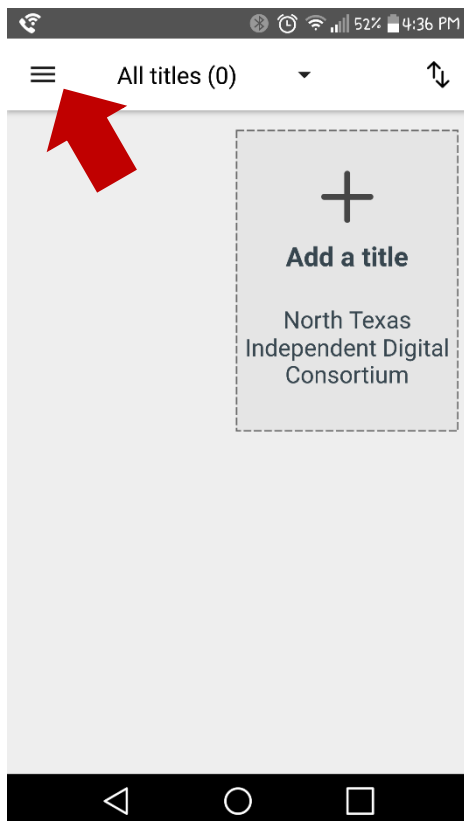 52% 4:36 PM
All titles (0)
Add a title
North Texas
Independent Digital
Consortium